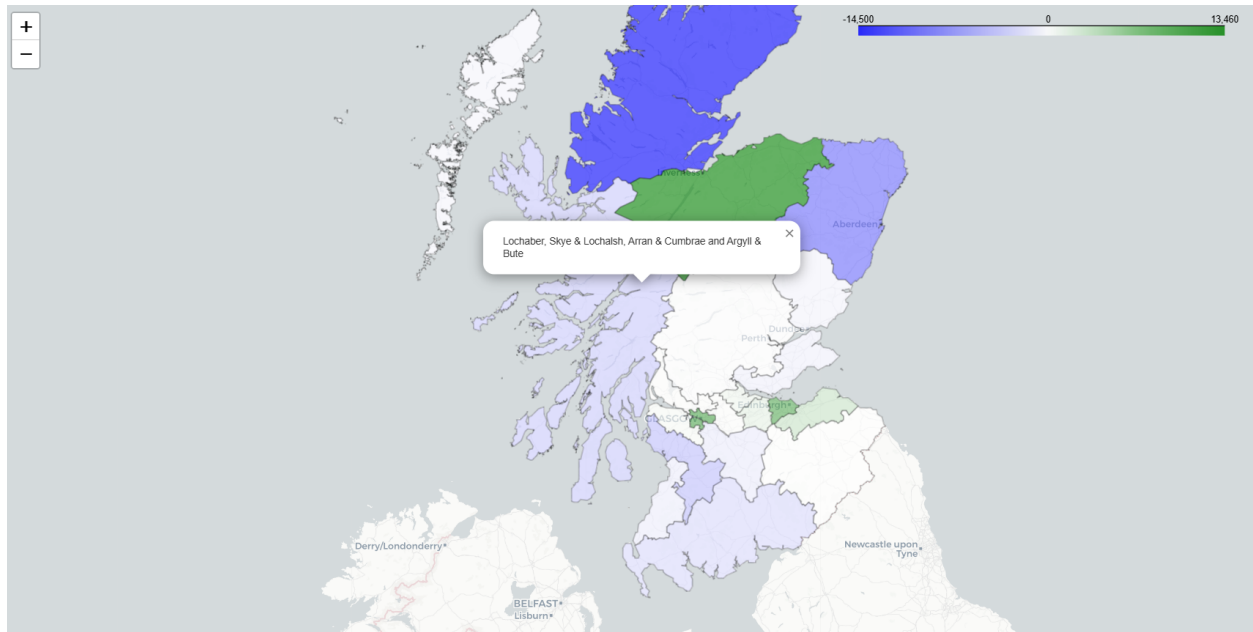 +
−
-14,500 0 13,460
Inverness
Aberdeen
×
Lochaber, Skye & Lochalsh, Arran & Cumbrae and Argyll &
Bute
Dundee
Perth
Edinburgh
GLASGOW
Derry/Londonderry
Newcastle upon
Tyne
BELFAST
Lisburn